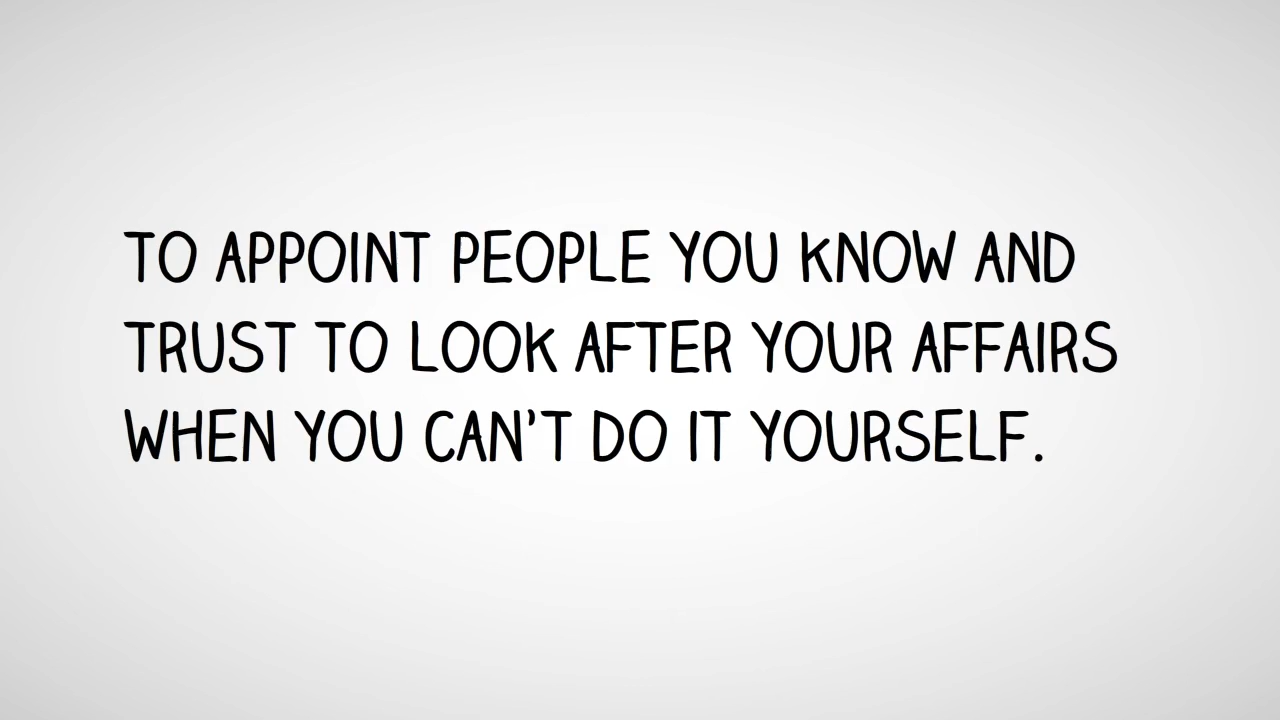 TO APPOINT PEOPLE YOU KNOW AND
TRUST TO LOOK AFTER YOUR AFFAIRS
WHEN YOU CAN'T DO IT YOURSELF.